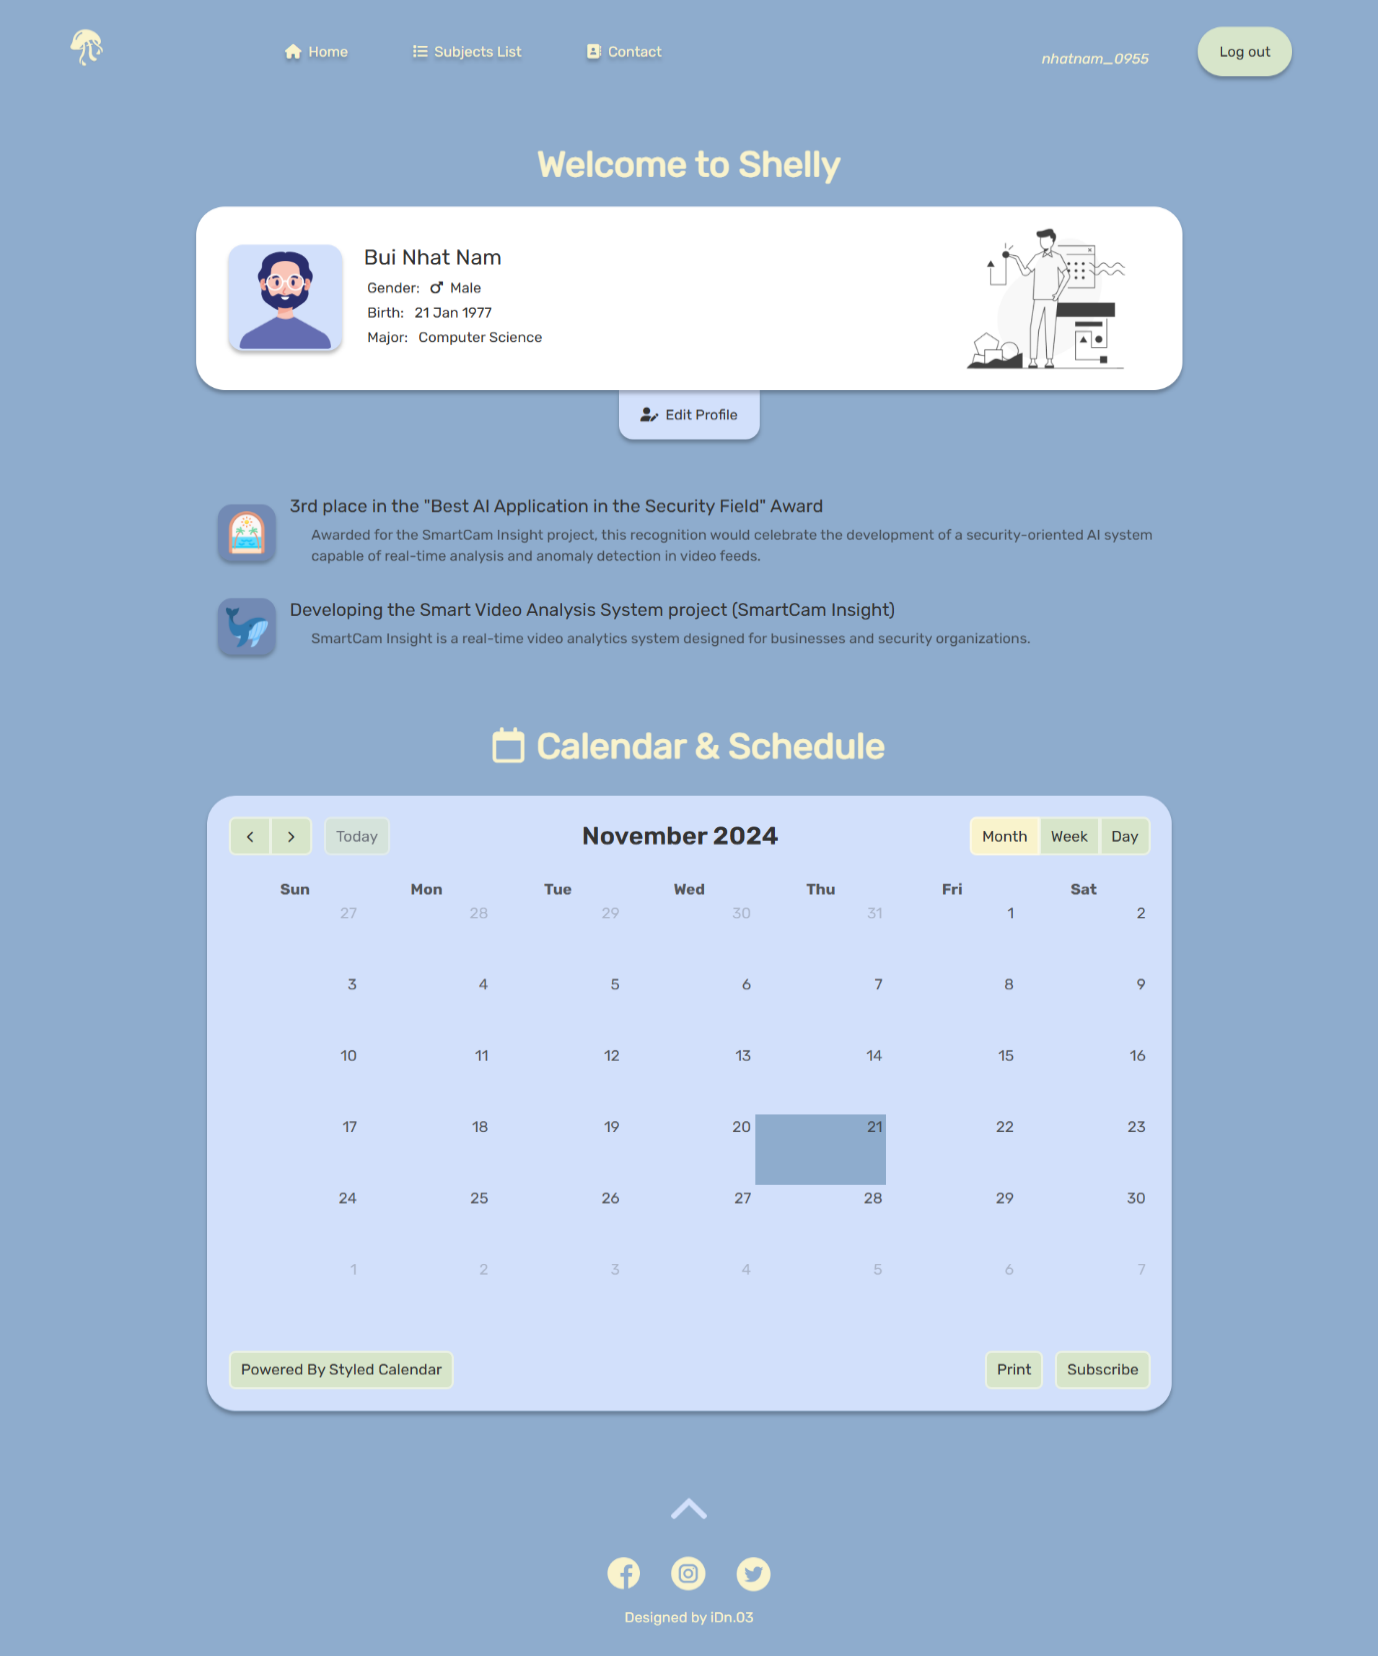 Home
Subjects List
Contact
nhatnam_0955
Log out
Welcome to Shelly
Bui Nhat Nam
Gender: Male
Birth: 21 Jan 1977
Major: Computer Science
Edit Profile
3rd place in the "Best AI Application in the Security Field" Award
Awarded for the SmartCam Insight project, this recognition would celebrate the development of a security-oriented AI system
capable of real-time analysis and anomaly detection in video feeds.
Developing the Smart Video Analysis System project (SmartCam Insight)
SmartCam Insight is a real-time video analytics system designed for businesses and security organizations.
Calendar & Schedule
Today
November 2024
Month Week Day
Sun Mon Tue Wed Thu Fri Sat
27 28 29 30 31 1 2
3 4 5 6 7 8 9
10 11 12 13 14 15 16
17 18 19 20 21 22 23
24 25 26 27 28 29 30
1 2 3 4 5 6 7
Powered By Styled Calendar
Print
Subscribe
Designed by iDn.03